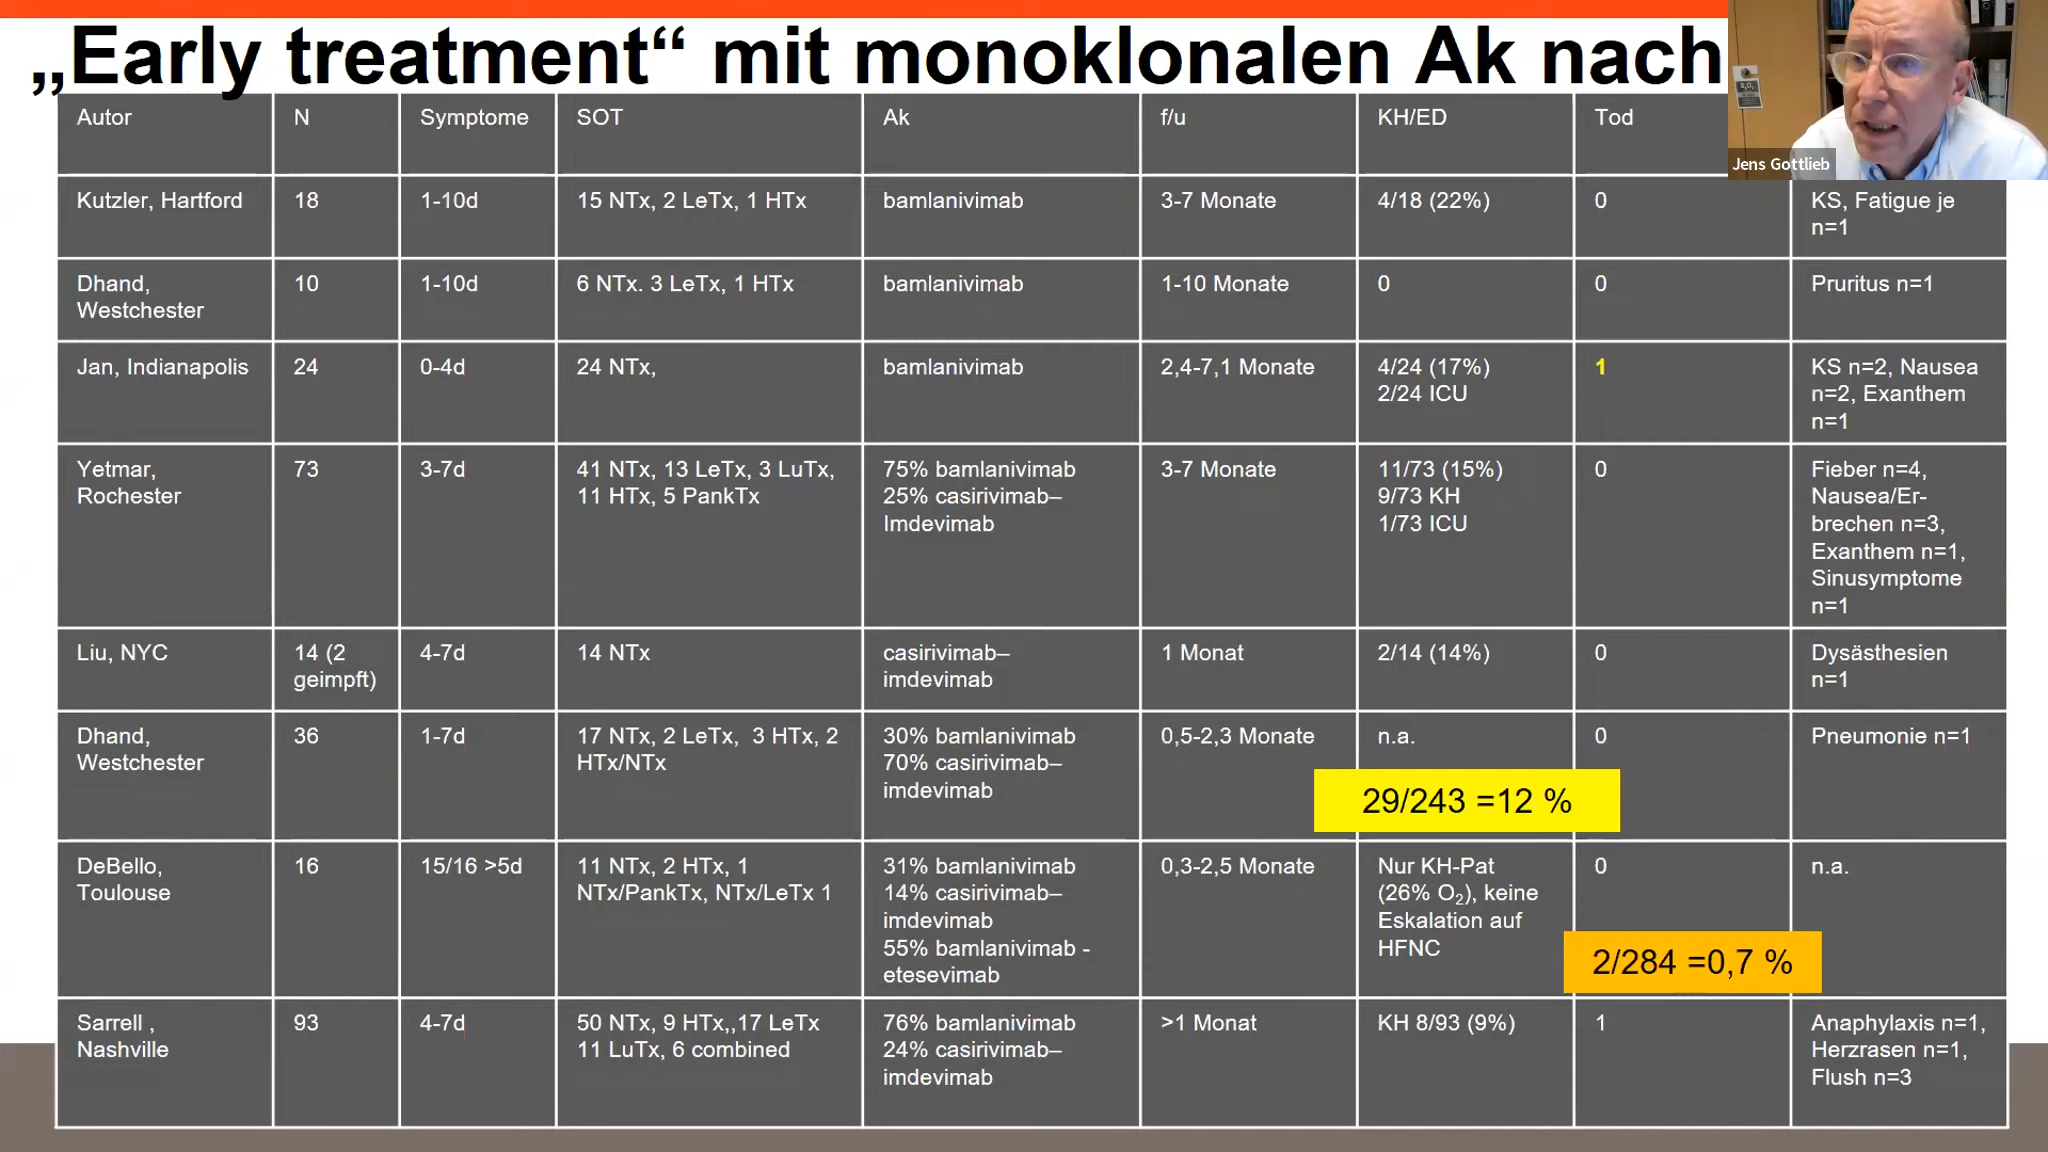 „Early treatment“ mit monoklonalen Ak nach
Jens Gottlieb
Autor
N
Symptome
SOT
Ak
f/u
KH/ED
Tod
Kutzler, Hartford
18
1-10d
15 NTx, 2 LeTx, 1 HTx
bamlanivimab
3-7 Monate
4/18 (22%)
0
KS, Fatigue je
n=1
Dhand,
Westchester
10
1-10d
6 NTx. 3 LeTx, 1 HTx
bamlanivimab
1-10 Monate
0
0
Pruritus n=1
Jan, Indianapolis
24
0-4d
24 NTx,
bamlanivimab
2,4-7,1 Monate
4/24 (17%)
2/24 ICU
1
KS n=2, Nausea
n=2, Exanthem
n=1
Yetmar,
Rochester
73
3-7d
41 NTx, 13 LeTx, 3 LuTx,
11 HTx, 5 PankTx
75% bamlanivimab
25% casirivimab–
Imdevimab
3-7 Monate
11/73 (15%)
9/73 KH
1/73 ICU
0
Fieber n=4,
Nausea/Er-
brechen n=3,
Exanthem n=1,
Sinusymptome
n=1
Liu, NYC
14 (2
geimpft)
4-7d
14 NTx
casirivimab–
imdevimab
1 Monat
2/14 (14%)
0
Dysästhesien
n=1
Dhand,
Westchester
36
1-7d
17 NTx, 2 LeTx, 3 HTx, 2
HTx/NTx
30% bamlanivimab
70% casirivimab–
imdevimab
0,5-2,3 Monate
n.a.
0
Pneumonie n=1
29/243 =12 %
DeBello,
Toulouse
16
15/16 >5d
11 NTx, 2 HTx, 1
NTx/PankTx, NTx/LeTx 1
31% bamlanivimab
14% casirivimab–
imdevimab
55% bamlanivimab -
etesevimab
0,3-2,5 Monate
Nur KH-Pat
(26% O₂), keine
Eskalation auf
HFNC
0
n.a.
2/284 =0,7 %
Sarrell ,
Nashville
93
4-7d
50 NTx, 9 HTx,,17 LeTx
11 LuTx, 6 combined
76% bamlanivimab
24% casirivimab–
imdevimab
>1 Monat
KH 8/93 (9%)
1
Anaphylaxis n=1,
Herzrasen n=1,
Flush n=3